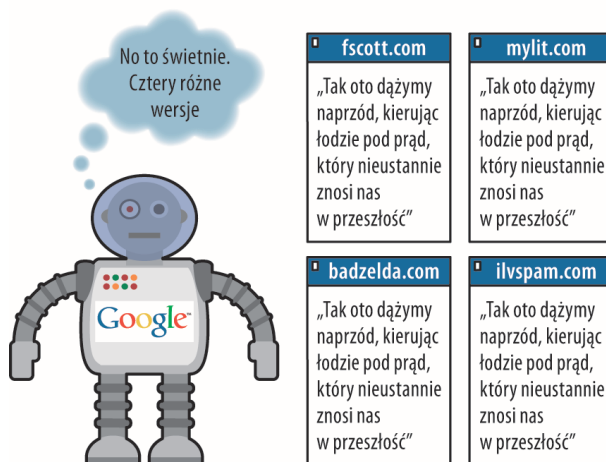 No to świetnie.
Cztery różne
wersje
Google™
fscott.com
„Tak oto dążymy
naprzód, kierując
łodzie pod prąd,
który nieustannie
znosi nas
w przeszłość”
mylit.com
„Tak oto dążymy
naprzód, kierując
łodzie pod prąd,
który nieustannie
znosi nas
w przeszłość”
badzelda.com
„Tak oto dążymy
naprzód, kierując
łodzie pod prąd,
który nieustannie
znosi nas
w przeszłość”
ilvspam.com
„Tak oto dążymy
naprzód, kierując
łodzie pod prąd,
który nieustannie
znosi nas
w przeszłość”